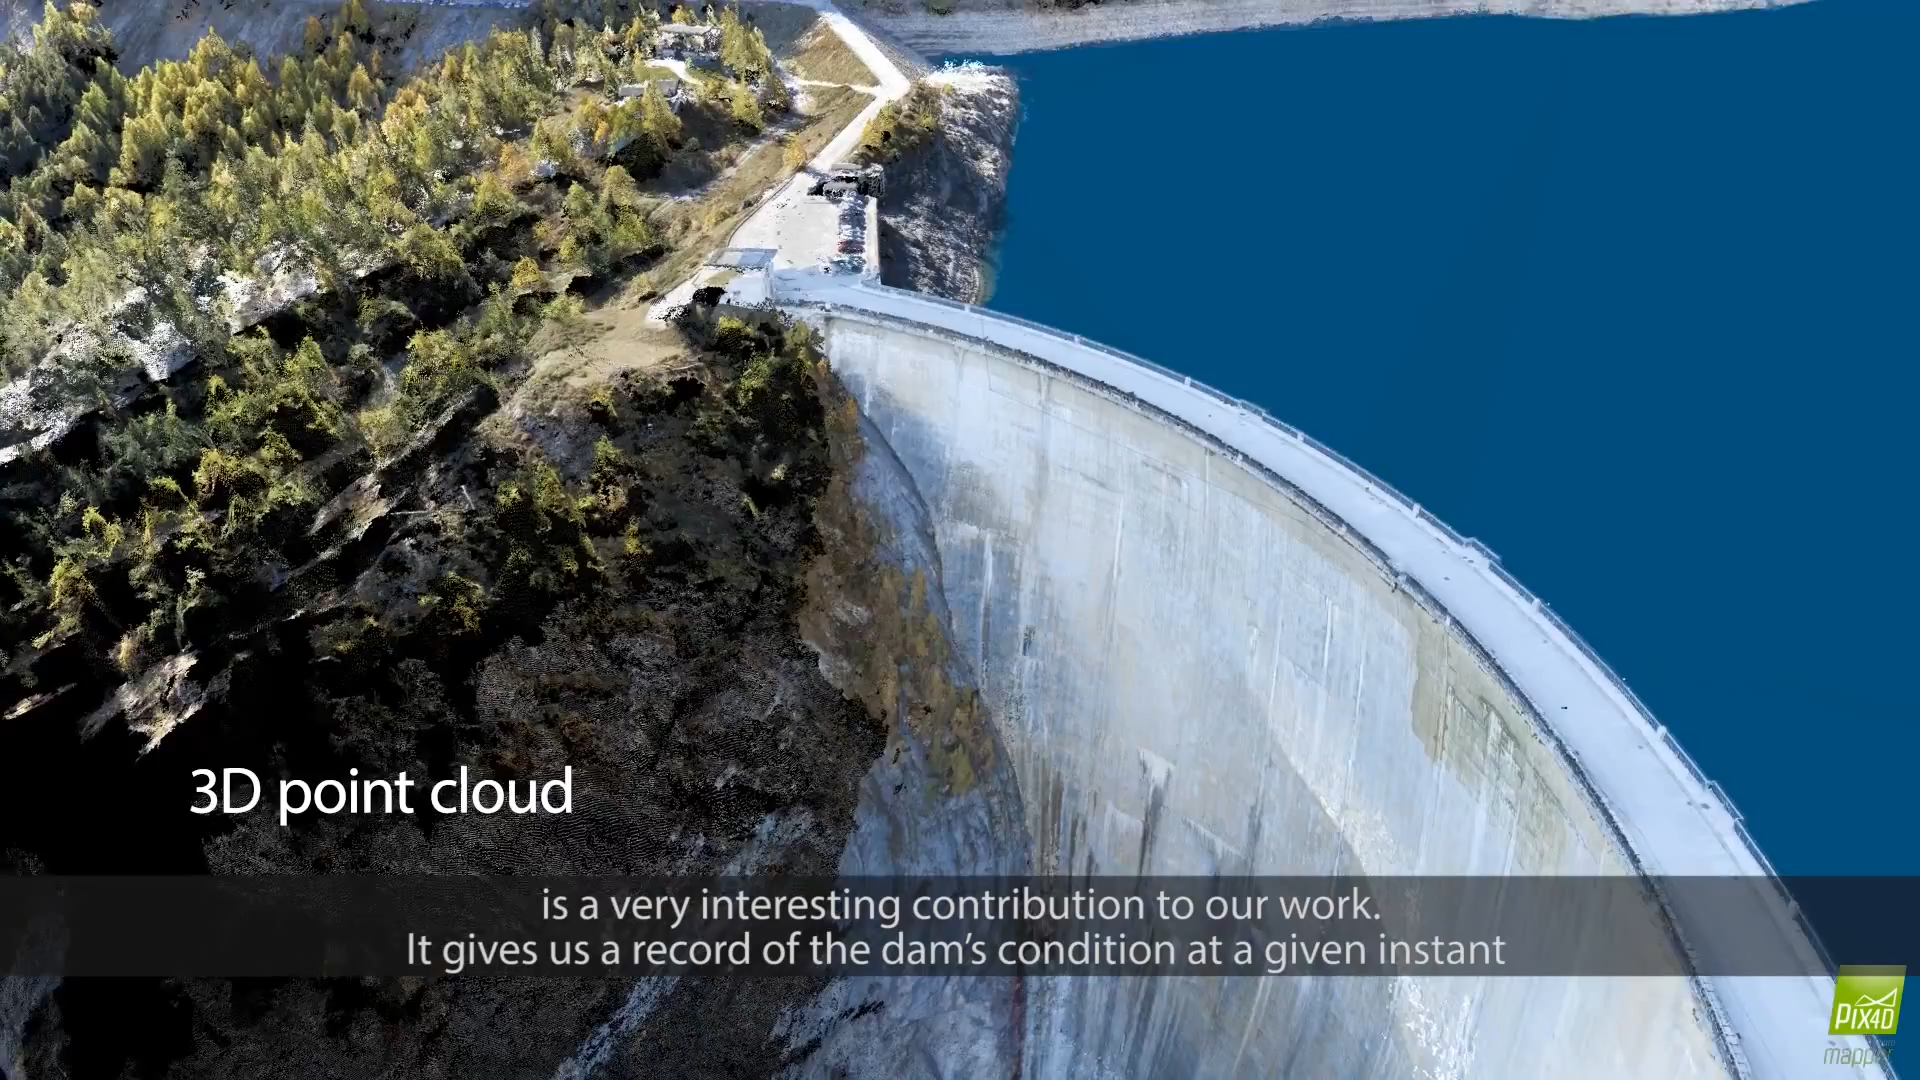 3D point cloud
is a very interesting contribution to our work.
It gives us a record of the dam's condition at a given instant
PIX4D
mapper